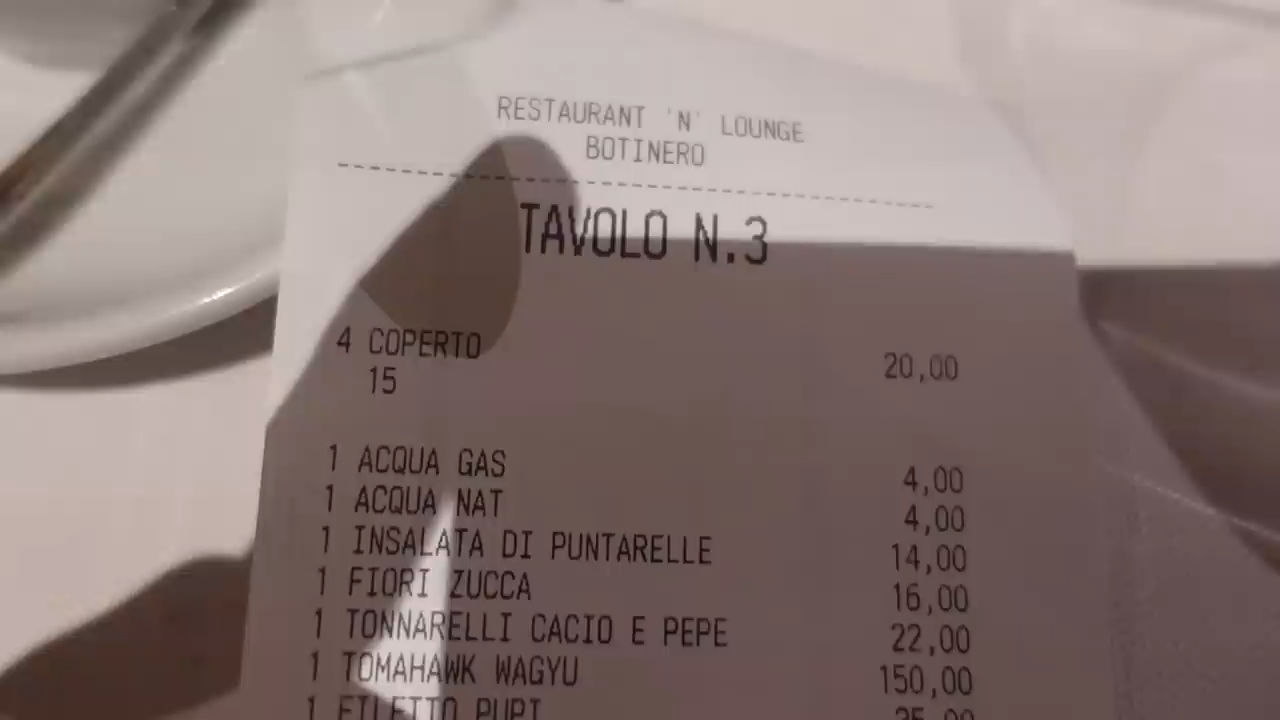 RESTAURANT 'N' LOUNGE
BOTINERO
TAVOLO N.3
4 COPERTO 20,00
15
1 ACQUA GAS 4,00
1 ACQUA NAT 4,00
1 INSALATA DI PUNTARELLE 14,00
1 FIORI ZUCCA 16,00
1 TONNARELLI CACIO E PEPE 22,00
1 TOMAHAWK WAGYU 150,00
1 FILETTO